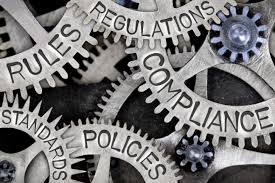 REGULATIONS
RULES
COMPLIANCE
STANDARDS
POLICIES